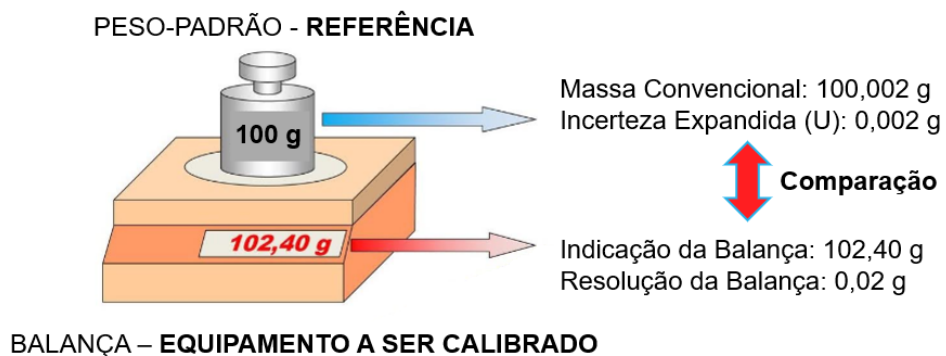 PESO-PADRÃO - REFERÊNCIA
100 g
Massa Convencional: 100,002 g
Incerteza Expandida (U): 0,002 g
Comparação
102,40 g
Indicação da Balança: 102,40 g
Resolução da Balança: 0,02 g
BALANÇA – EQUIPAMENTO A SER CALIBRADO